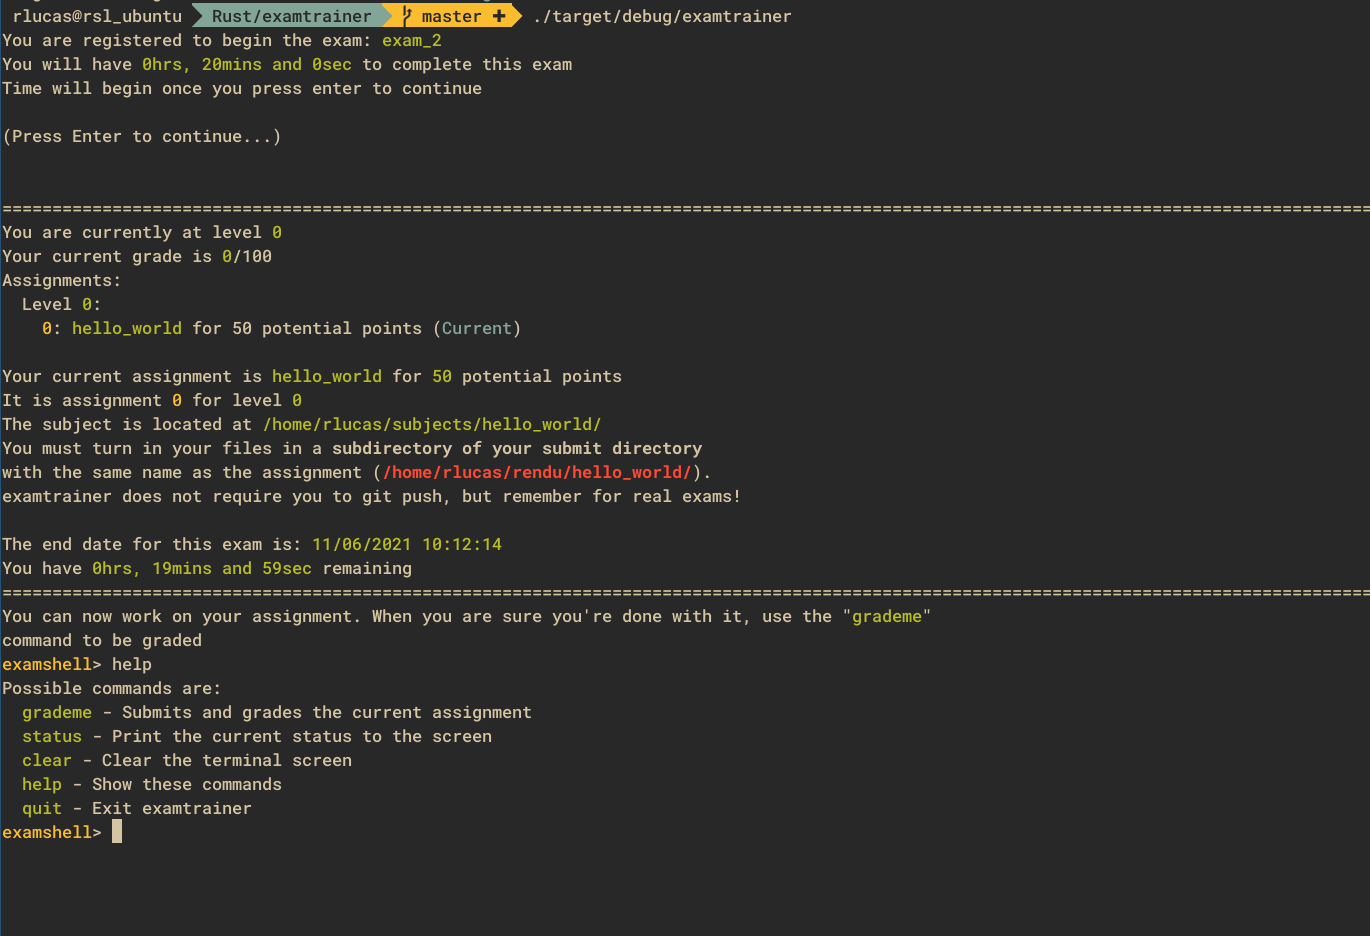 rlucas@rsl_ubuntu Rust/examtrainer master + ./target/debug/examtrainer
You are registered to begin the exam: exam_2
You will have 0hrs, 20mins and 0sec to complete this exam
Time will begin once you press enter to continue
(Press Enter to continue...)
=========================================================================================================================================
You are currently at level 0
Your current grade is 0/100
Assignments:
Level 0:
0: hello_world for 50 potential points (Current)
Your current assignment is hello_world for 50 potential points
It is assignment 0 for level 0
The subject is located at /home/rlucas/subjects/hello_world/
You must turn in your files in a subdirectory of your submit directory
with the same name as the assignment (/home/rlucas/rendu/hello_world/).
examtrainer does not require you to git push, but remember for real exams!
The end date for this exam is: 11/06/2021 10:12:14
You have 0hrs, 19mins and 59sec remaining
=========================================================================================================================================
You can now work on your assignment. When you are sure you're done with it, use the "grademe"
command to be graded
examshell> help
Possible commands are:
grademe - Submits and grades the current assignment
status - Print the current status to the screen
clear - Clear the terminal screen
help - Show these commands
quit - Exit examtrainer
examshell>